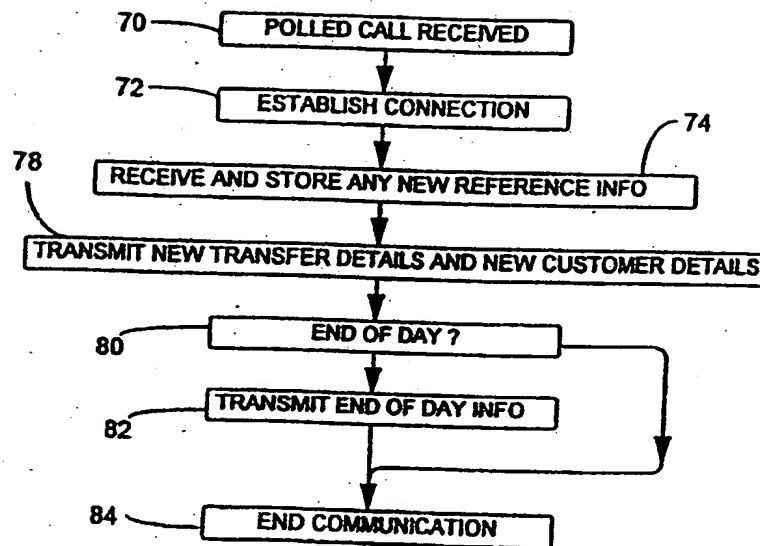 70
POLLED CALL RECEIVED
72
ESTABLISH CONNECTION
74
RECEIVE AND STORE ANY NEW REFERENCE INFO
78
TRANSMIT NEW TRANSFER DETAILS AND NEW CUSTOMER DETAILS
80
END OF DAY ?
82
TRANSMIT END OF DAY INFO
84
END COMMUNICATION